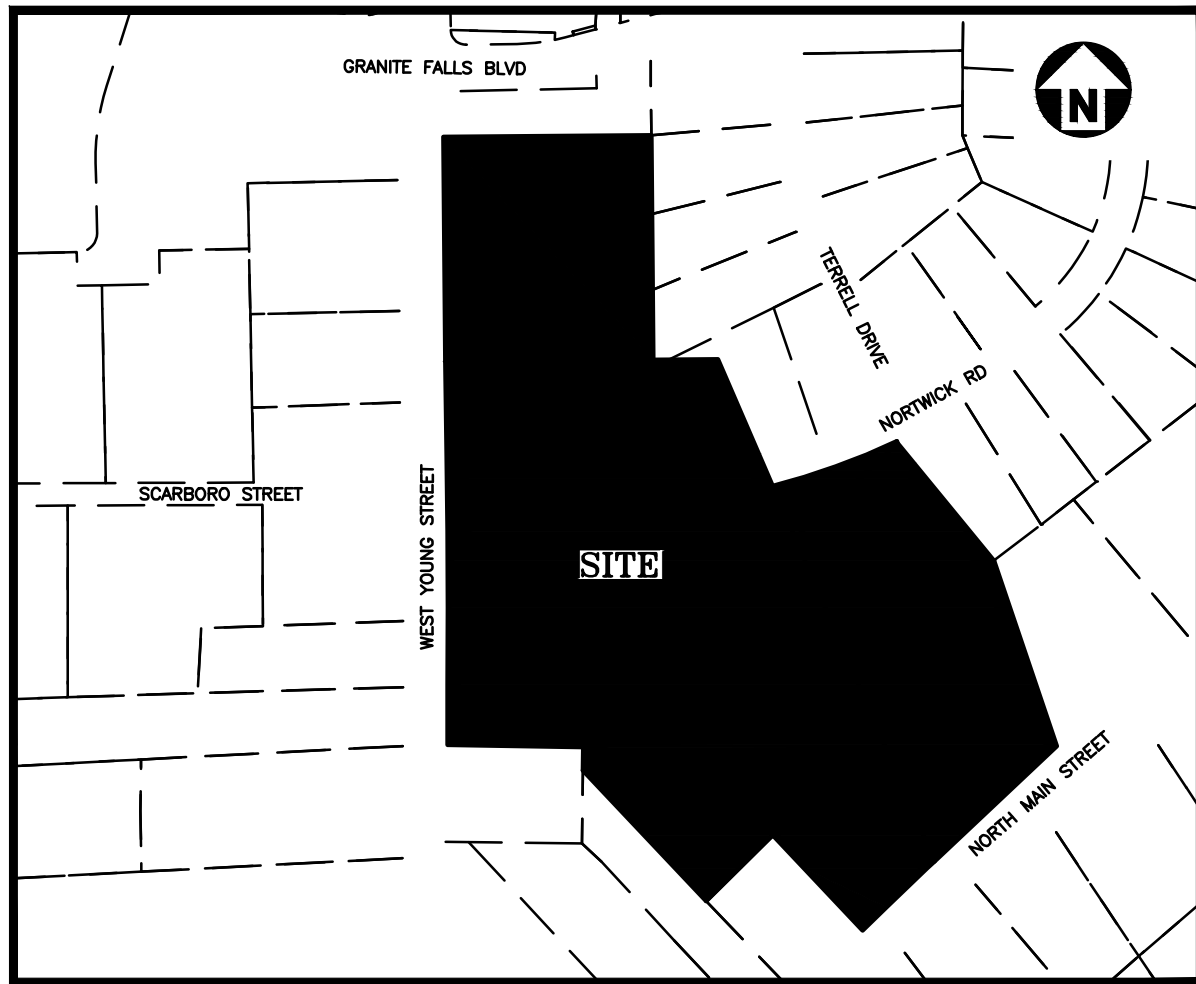 GRANITE FALLS BLVD
N
TERRELL DRIVE
NORTWICK RD
SCARBORO STREET
WEST YOUNG STREET
SITE
NORTH MAIN STREET